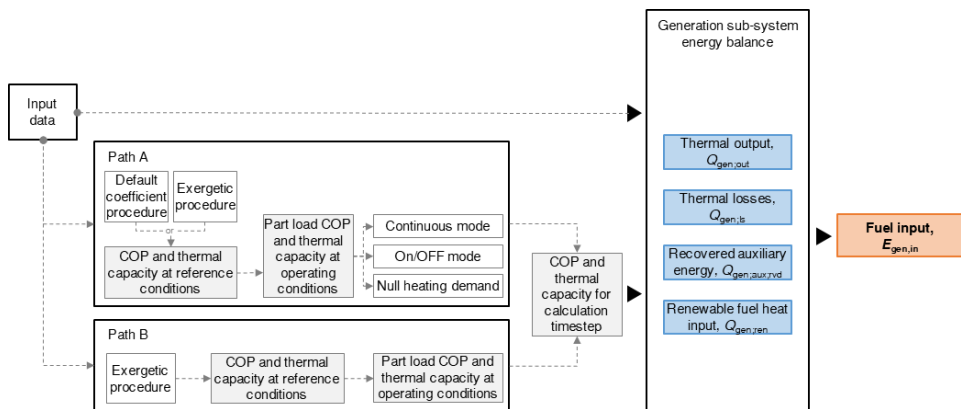 Generation sub-system
energy balance
Input
data
Path A
Default
coefficient
procedure
Exergetic
procedure
or
COP and thermal
capacity at reference
conditions
Part load COP
and thermal
capacity at
operating
conditions
Continuous mode
On/OFF mode
Null heating demand
COP and
thermal
capacity for
calculation
timestep
Path B
Exergetic
procedure
COP and thermal
capacity at reference
conditions
Part load COP and
thermal capacity at
operating conditions
Thermal output,
Qgen;out
Thermal losses,
Qgen;ls
Recovered auxiliary
energy, Qgen;aux;rvd
Renewable fuel heat
input, Qgen;ren
Fuel input,
Egen,in